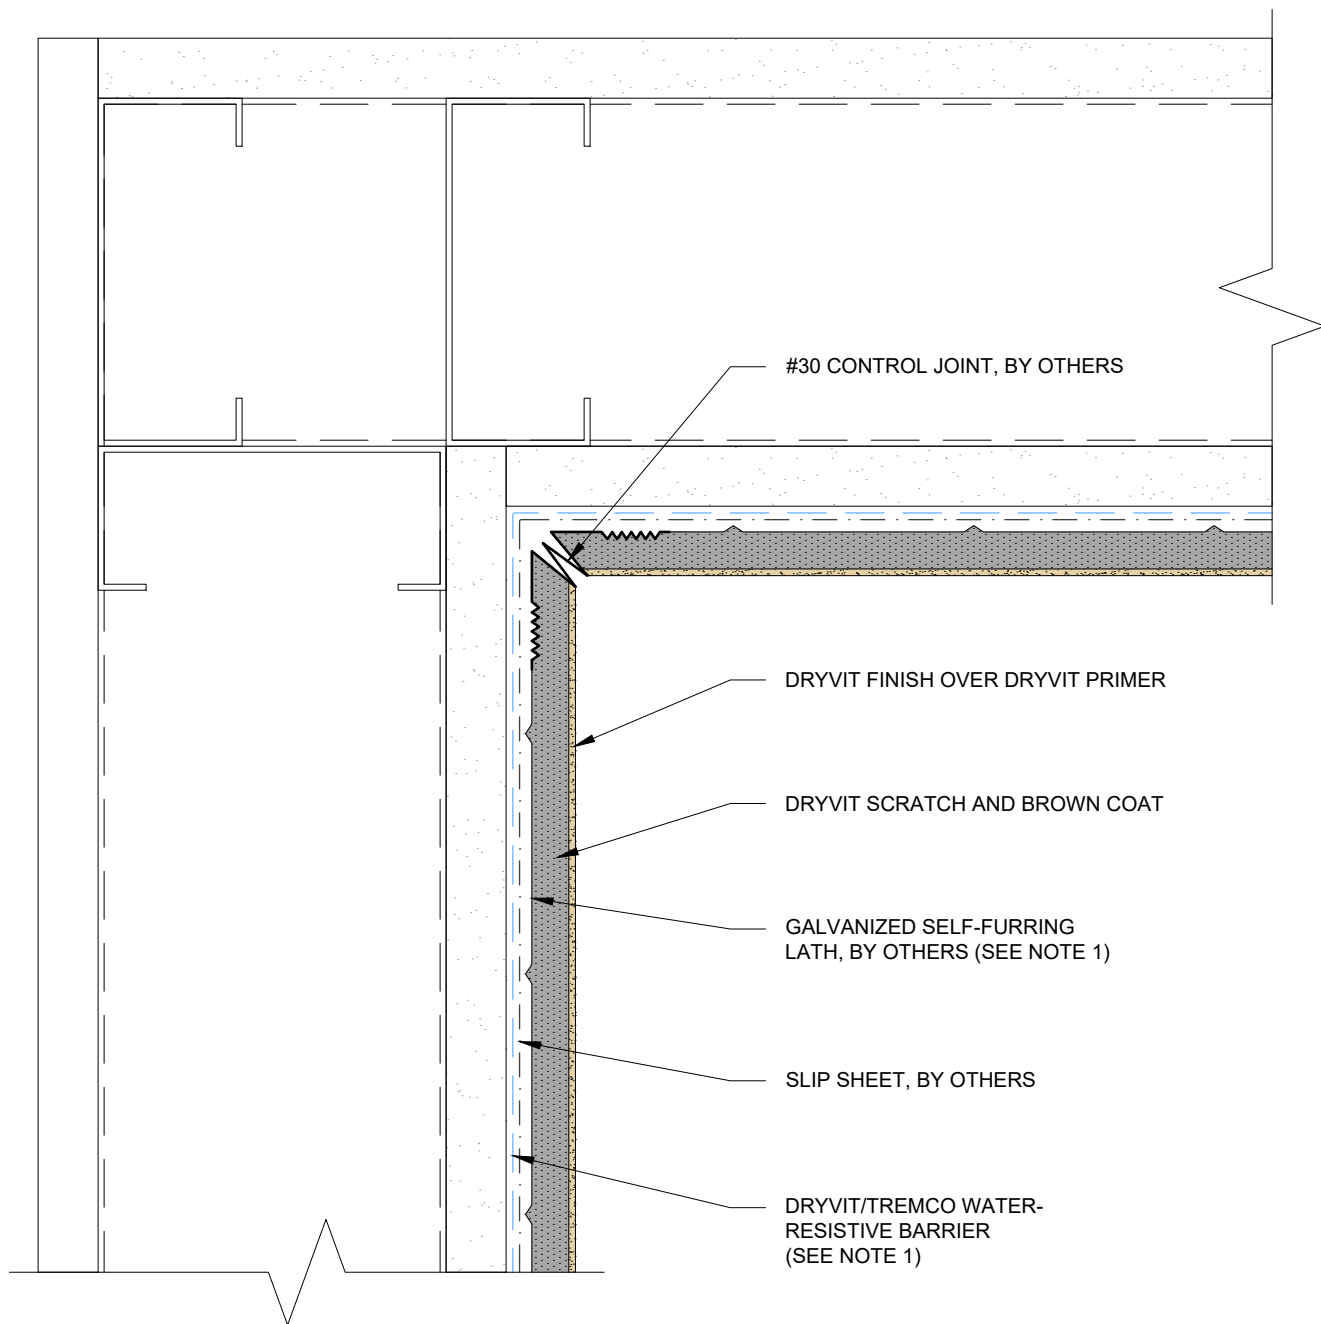 #30 CONTROL JOINT, BY OTHERS
DRYVIT FINISH OVER DRYVIT PRIMER
DRYVIT SCRATCH AND BROWN COAT
GALVANIZED SELF-FURRING
LATH, BY OTHERS (SEE NOTE 1)
SLIP SHEET, BY OTHERS
DRYVIT/TREMCO WATER-
RESISTIVE BARRIER
(SEE NOTE 1)